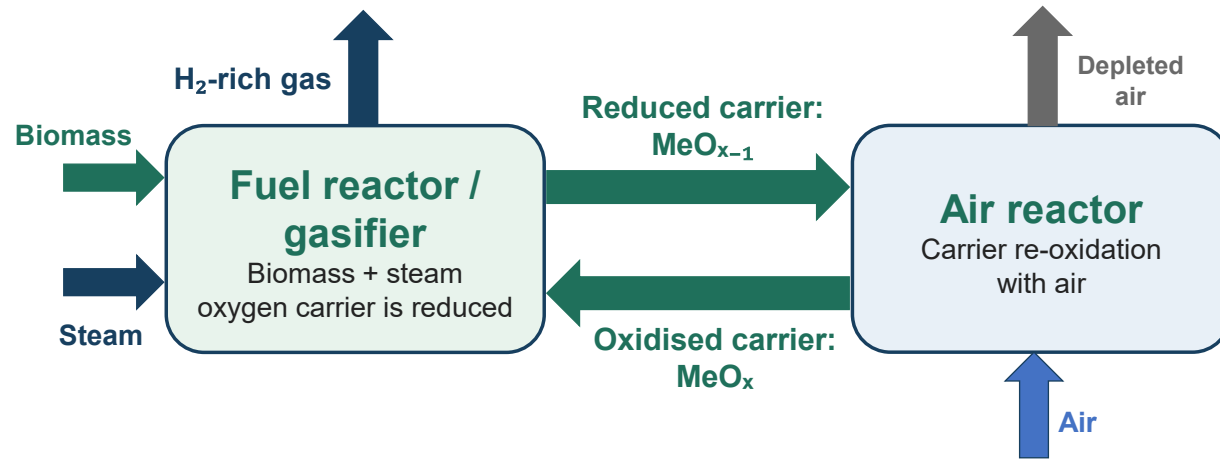 H₂-rich gas
Biomass
Steam
Fuel reactor /
gasifier
Biomass + steam
oxygen carrier is reduced
Reduced carrier:
MeOₓ₋₁
Oxidised carrier:
MeOₓ
Depleted
air
Air reactor
Carrier re-oxidation
with air
Air